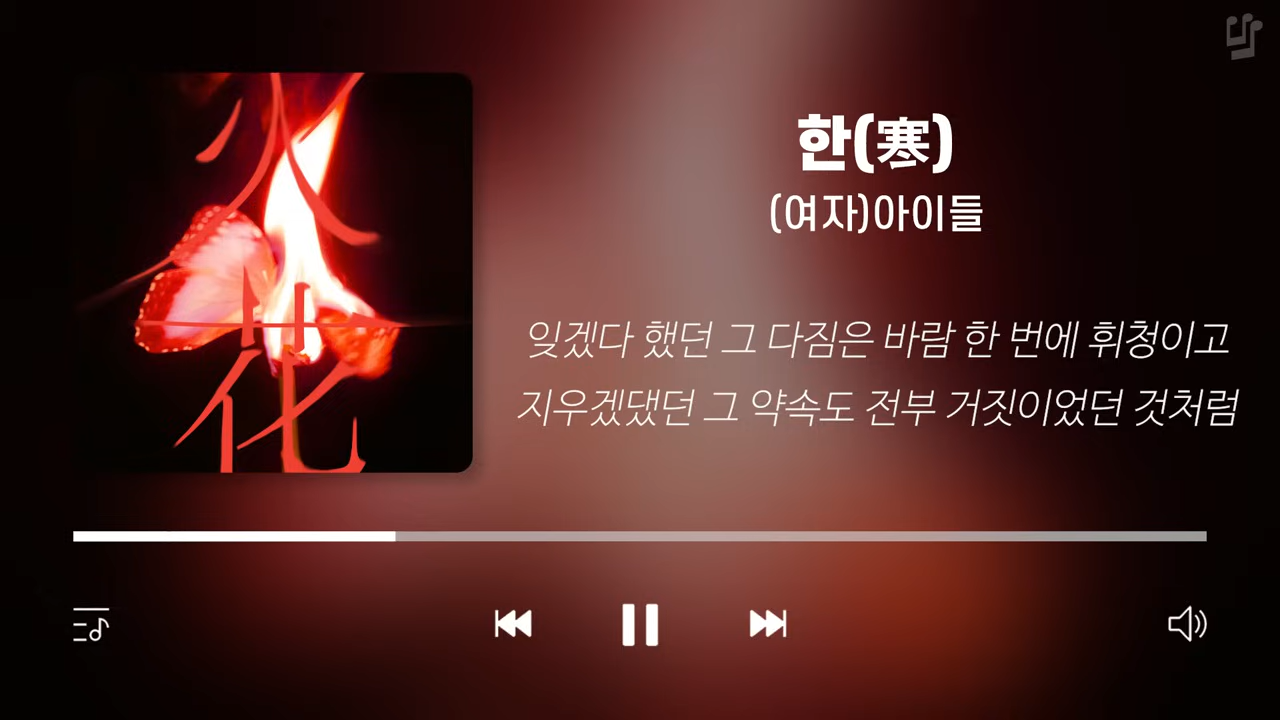 火
花
한(寒)
(여자)아이들
잊겠다 했던 그 다짐은 바람 한 번에 휘청이고
지우겠댔던 그 약속도 전부 거짓이었던 것처럼